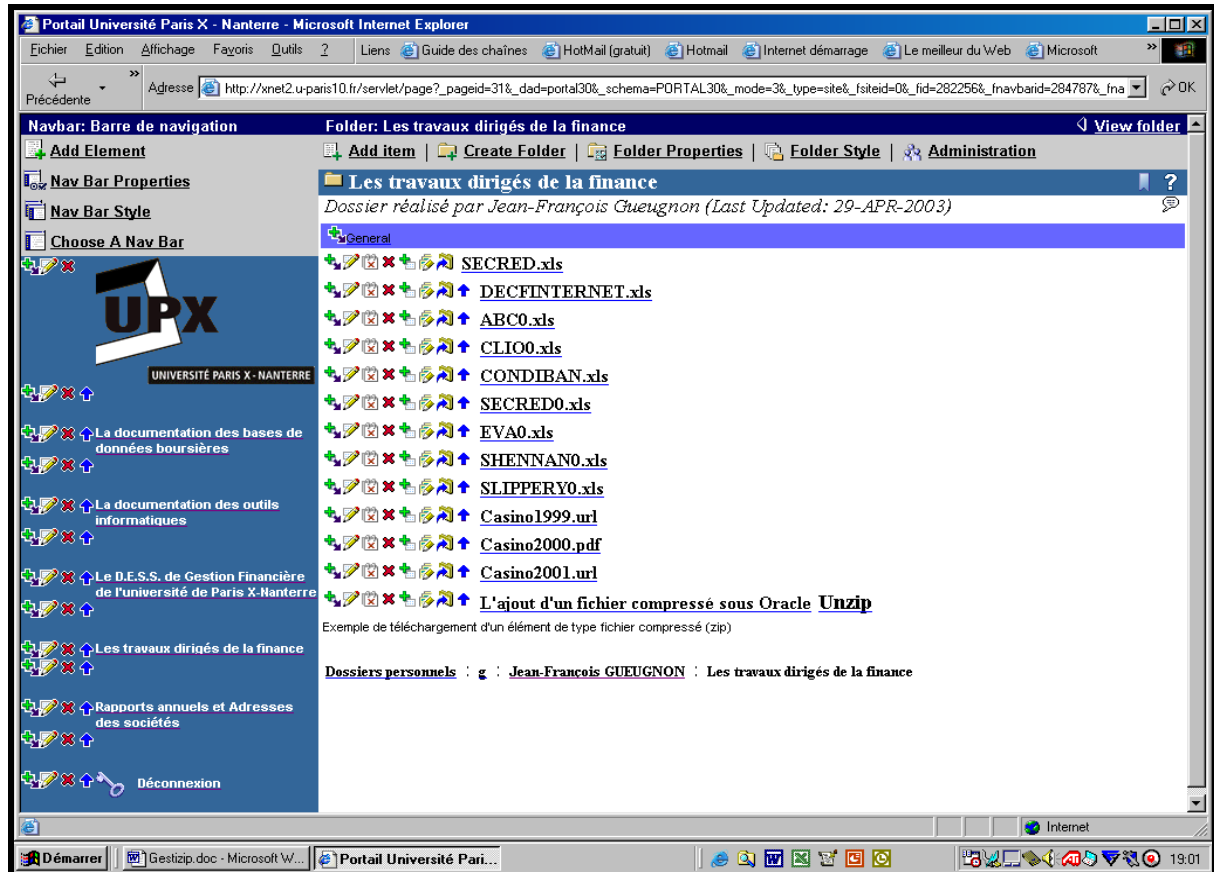 Portail Université Paris X - Nanterre - Microsoft Internet Explorer
Fichier Edition Affichage Favoris Outils ? Liens Guide des chaînes HotMail (gratuit) Hotmail Internet démarrage Le meilleur du Web Microsoft »
Précédente » Adresse http://xnet2.u-paris10.fr/servlet/page?_pageid=31&_dad=portal30&_schema=PORTAL30&_mode=3&_type=site&_fsiteid=0&_fid=282256&_fnavbarid=284787&_fna OK
Navbar: Barre de navigation
Add Element
Nav Bar Properties
Nav Bar Style
Choose A Nav Bar
UPX
UNIVERSITÉ PARIS X - NANTERRE
La documentation des bases de
données boursières
La documentation des outils
informatiques
Le D.E.S.S. de Gestion Financière
de l'université de Paris X-Nanterre
Les travaux dirigés de la finance
Rapports annuels et Adresses
des sociétés
Déconnexion
Folder: Les travaux dirigés de la finance View folder
Add item | Create Folder | Folder Properties | Folder Style | Administration
Les travaux dirigés de la finance ?
Dossier réalisé par Jean-François Gueugnon (Last Updated: 29-APR-2003)
General
SECRED.xls
DECFINTERNET.xls
ABC0.xls
CLIO0.xls
CONDIBAN.xls
SECRED0.xls
EVA0.xls
SHENNAN0.xls
SLIPPERY0.xls
Casino1999.url
Casino2000.pdf
Casino2001.url
L'ajout d'un fichier compressé sous Oracle Unzip
Exemple de téléchargement d'un élément de type fichier compressé (zip)
Dossiers personnels : g : Jean-François GUEUGNON : Les travaux dirigés de la finance
Internet
Démarrer Gestizip.doc - Microsoft W... Portail Université Pari... 19:01